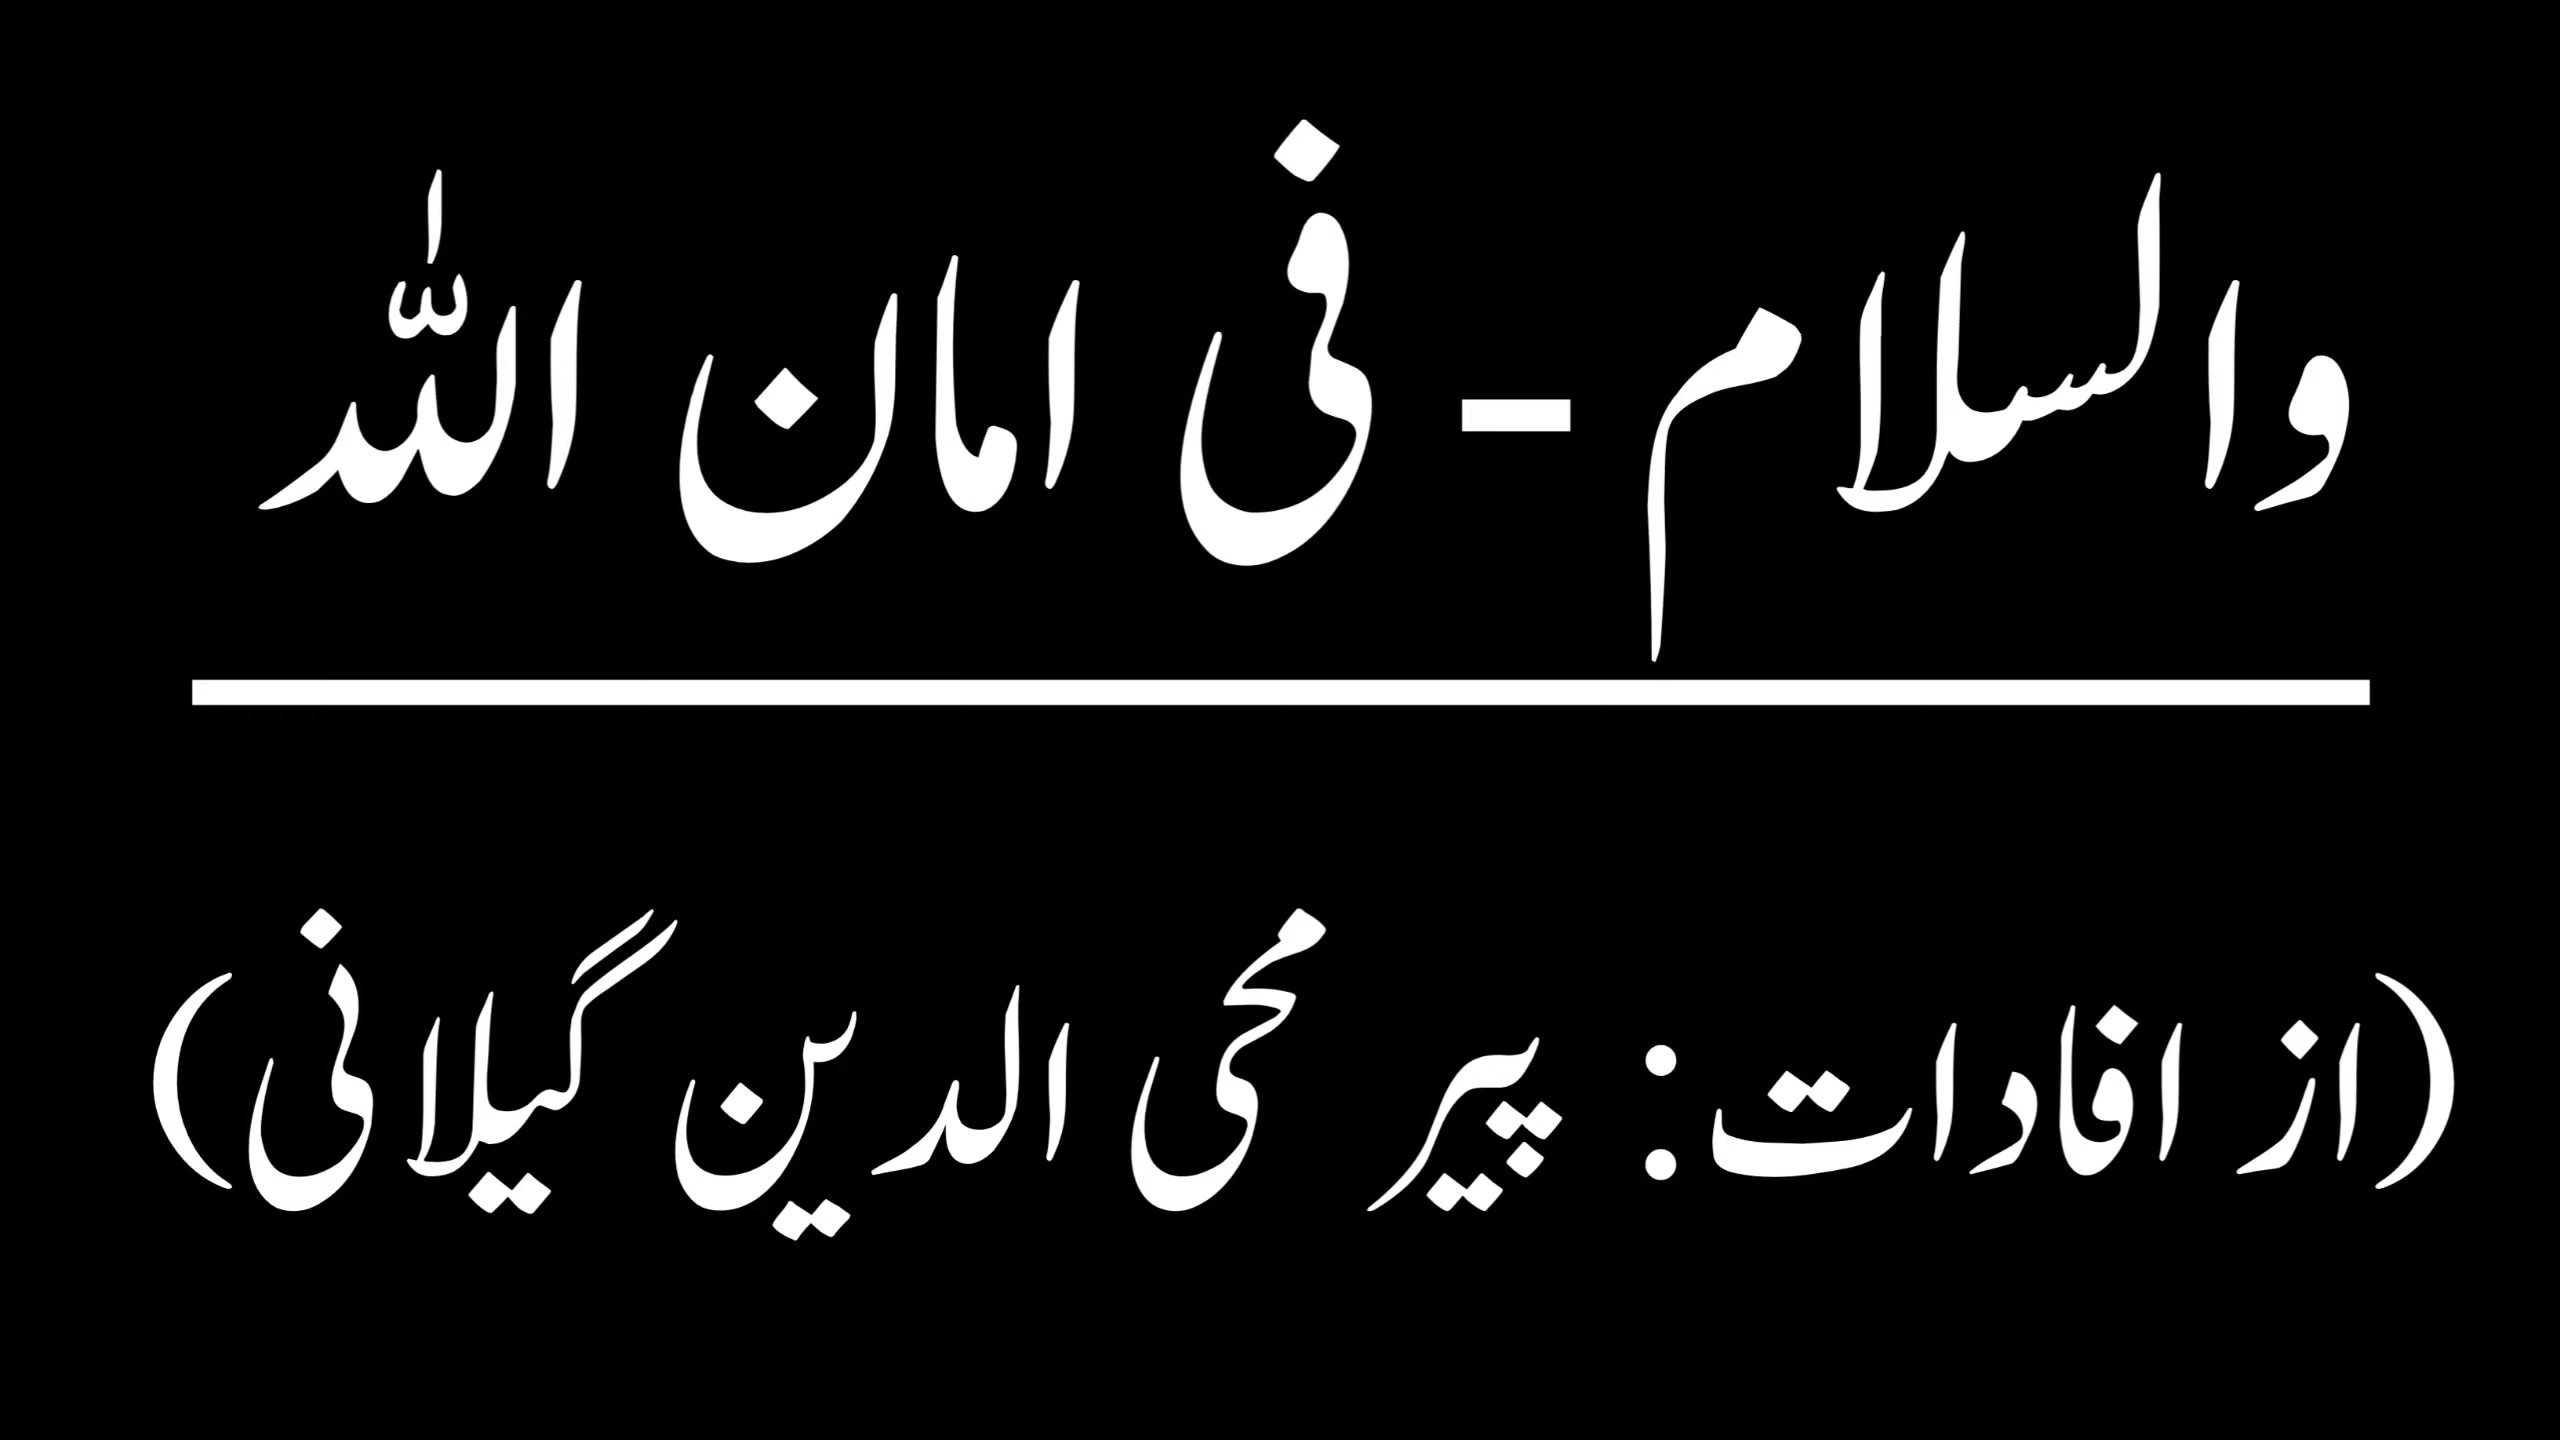 والسلام - فی امان اللہ
(از افادات: پیر محی الدین گیلانی)